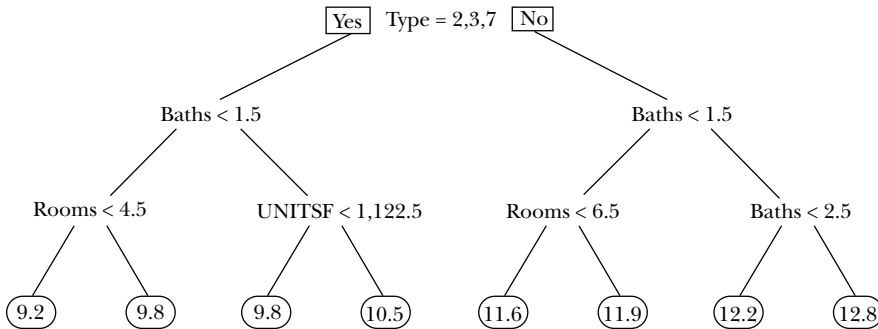 Yes Type = 2,3,7 No
Baths < 1.5 Baths < 1.5
Rooms < 4.5 UNITSF < 1,122.5 Rooms < 6.5 Baths < 2.5
9.2 9.8 9.8 10.5 11.6 11.9 12.2 12.8